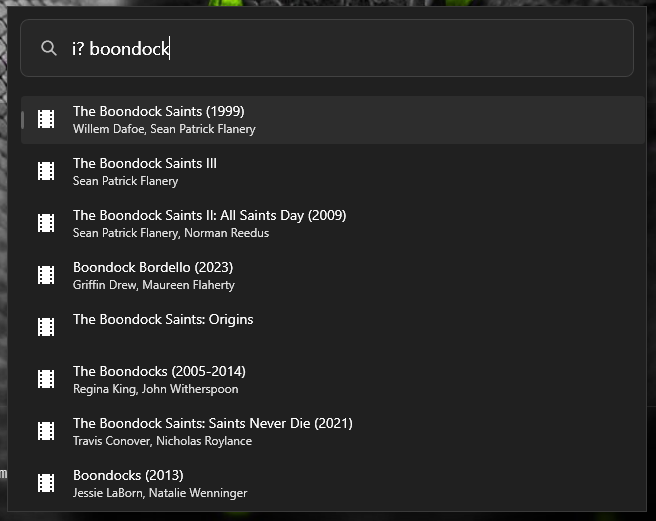 i? boondock
The Boondock Saints (1999)
Willem Dafoe, Sean Patrick Flanery
The Boondock Saints III
Sean Patrick Flanery
The Boondock Saints II: All Saints Day (2009)
Sean Patrick Flanery, Norman Reedus
Boondock Bordello (2023)
Griffin Drew, Maureen Flaherty
The Boondock Saints: Origins
The Boondocks (2005-2014)
Regina King, John Witherspoon
The Boondock Saints: Saints Never Die (2021)
Travis Conover, Nicholas Roylance
m
Boondocks (2013)
Jessie LaBorn, Natalie Wenninger